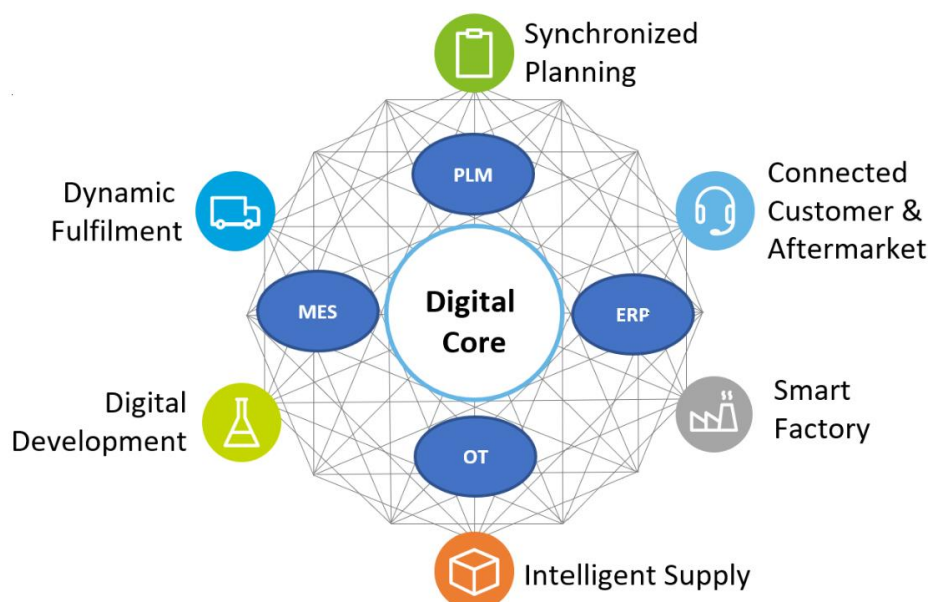 Synchronized
Planning
PLM
Dynamic
Fulfilment
Connected
Customer &
Aftermarket
MES
Digital
Core
ERP
Digital
Development
Smart
Factory
OT
Intelligent Supply